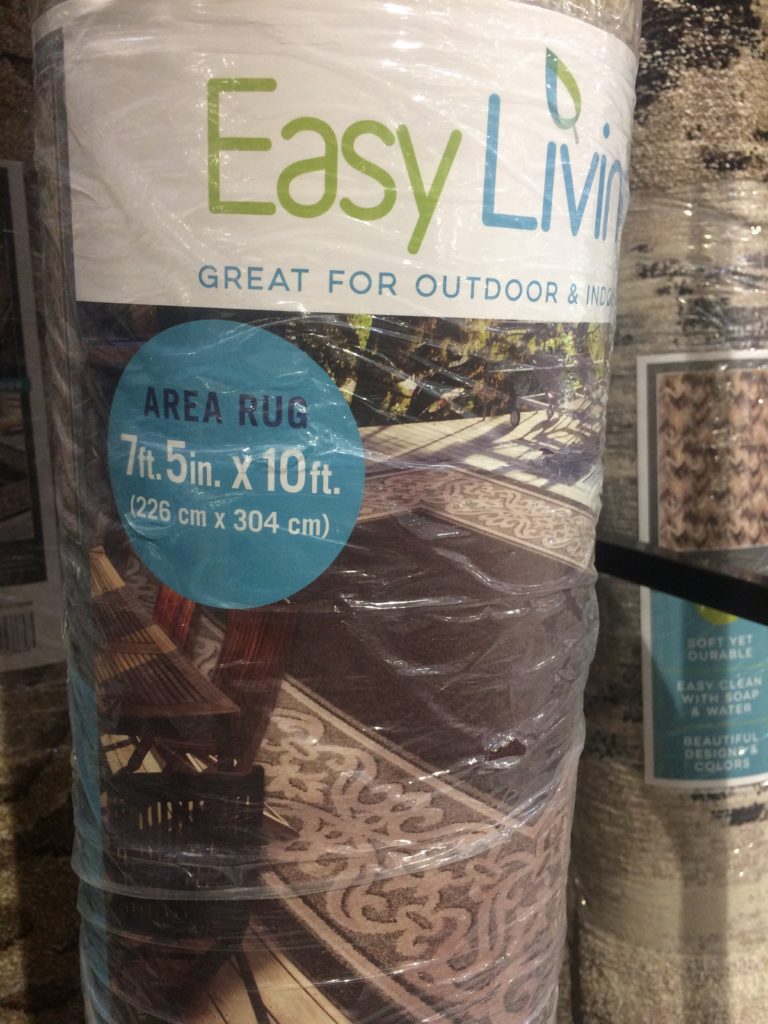 Easy Livin
GREAT FOR OUTDOOR & INDO
AREA RUG
7ft. 5in. x 10ft.
(226 cm x 304 cm)
SOFT YET
DURABLE
EASY CLEAN
WITH SOAP
& WATER
BEAUTIFUL
DESIGNS &
COLORS